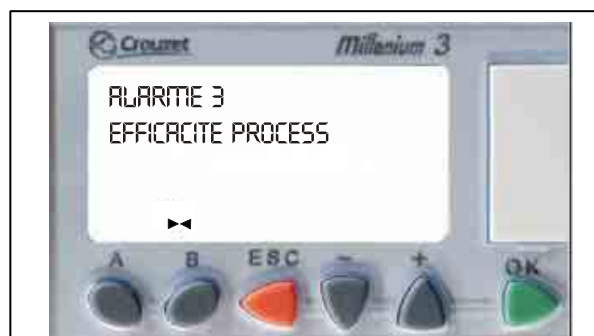 Crouzet Millenium 3
ALARME 3
EFFICACITE PROCESS
A B ESC - + OK